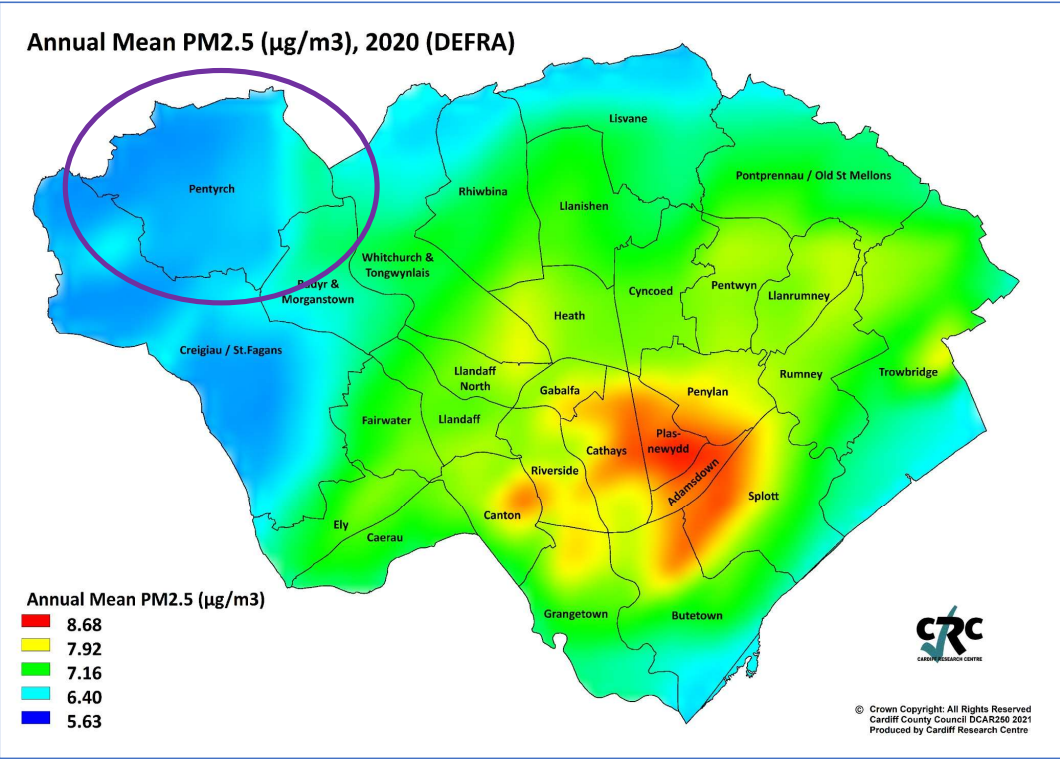 Annual Mean PM2.5 (µg/m3), 2020 (DEFRA)
Lisvane
Pontprennau / Old St Mellons
Pentyrch
Rhiwbina
Llanishen
Whitchurch &
Tongwynlais
Radyr &
Morganstown
Cyncoed
Pentwyn
Llanrumney
Heath
Creigiau / St.Fagans
Llandaff
North
Gabalfa
Penylan
Rumney
Trowbridge
Fairwater
Llandaff
Cathays
Plas-
newydd
Riverside
Adamsdown
Splott
Canton
Ely
Caerau
Grangetown
Butetown
Annual Mean PM2.5 (µg/m3)
8.68
7.92
7.16
6.40
5.63
CRC
CARDIFF RESEARCH CENTRE
© Crown Copyright: All Rights Reserved
Cardiff County Council DCAR250 2021
Produced by Cardiff Research Centre